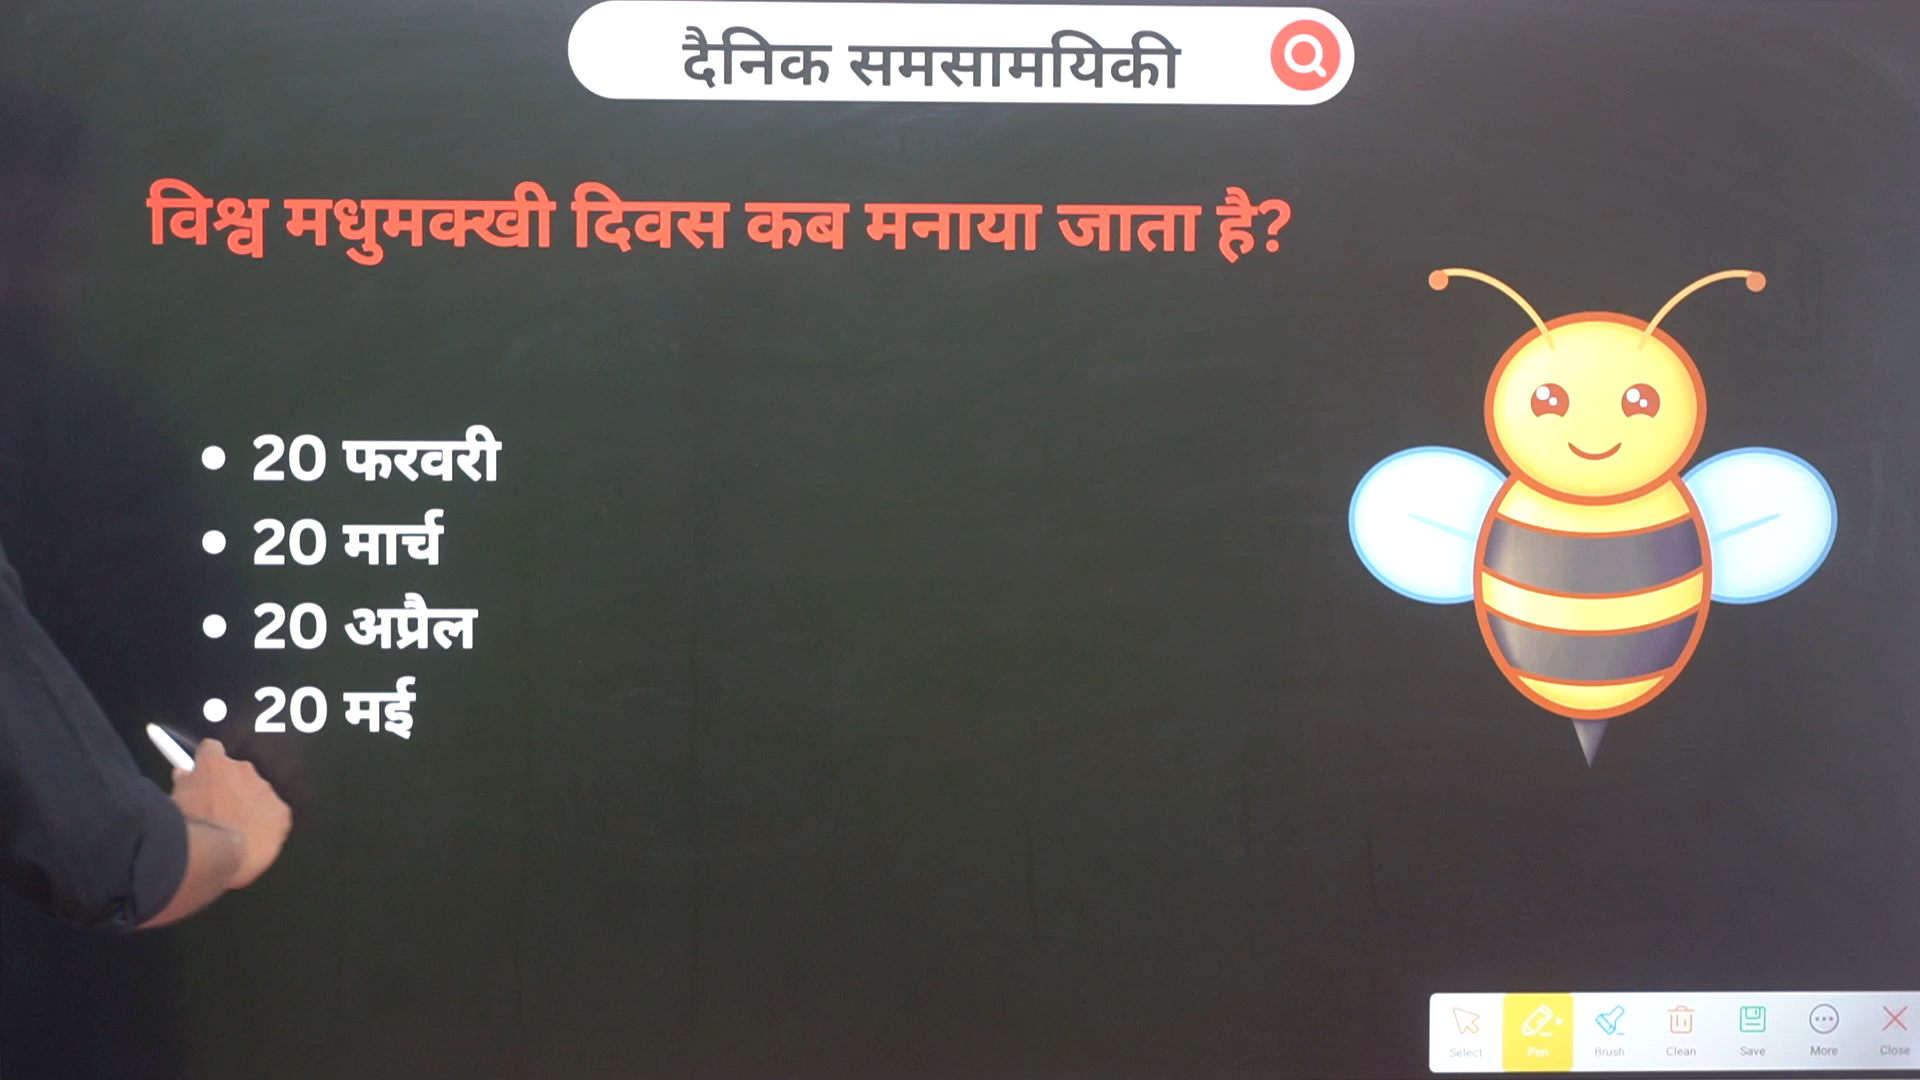 दैनिक समसामयिकी
विश्व मधुमक्खी दिवस कब मनाया जाता है?
• 20 फरवरी
• 20 मार्च
• 20 अप्रैल
• 20 मई
Select Pen Brush Clean Save More Close